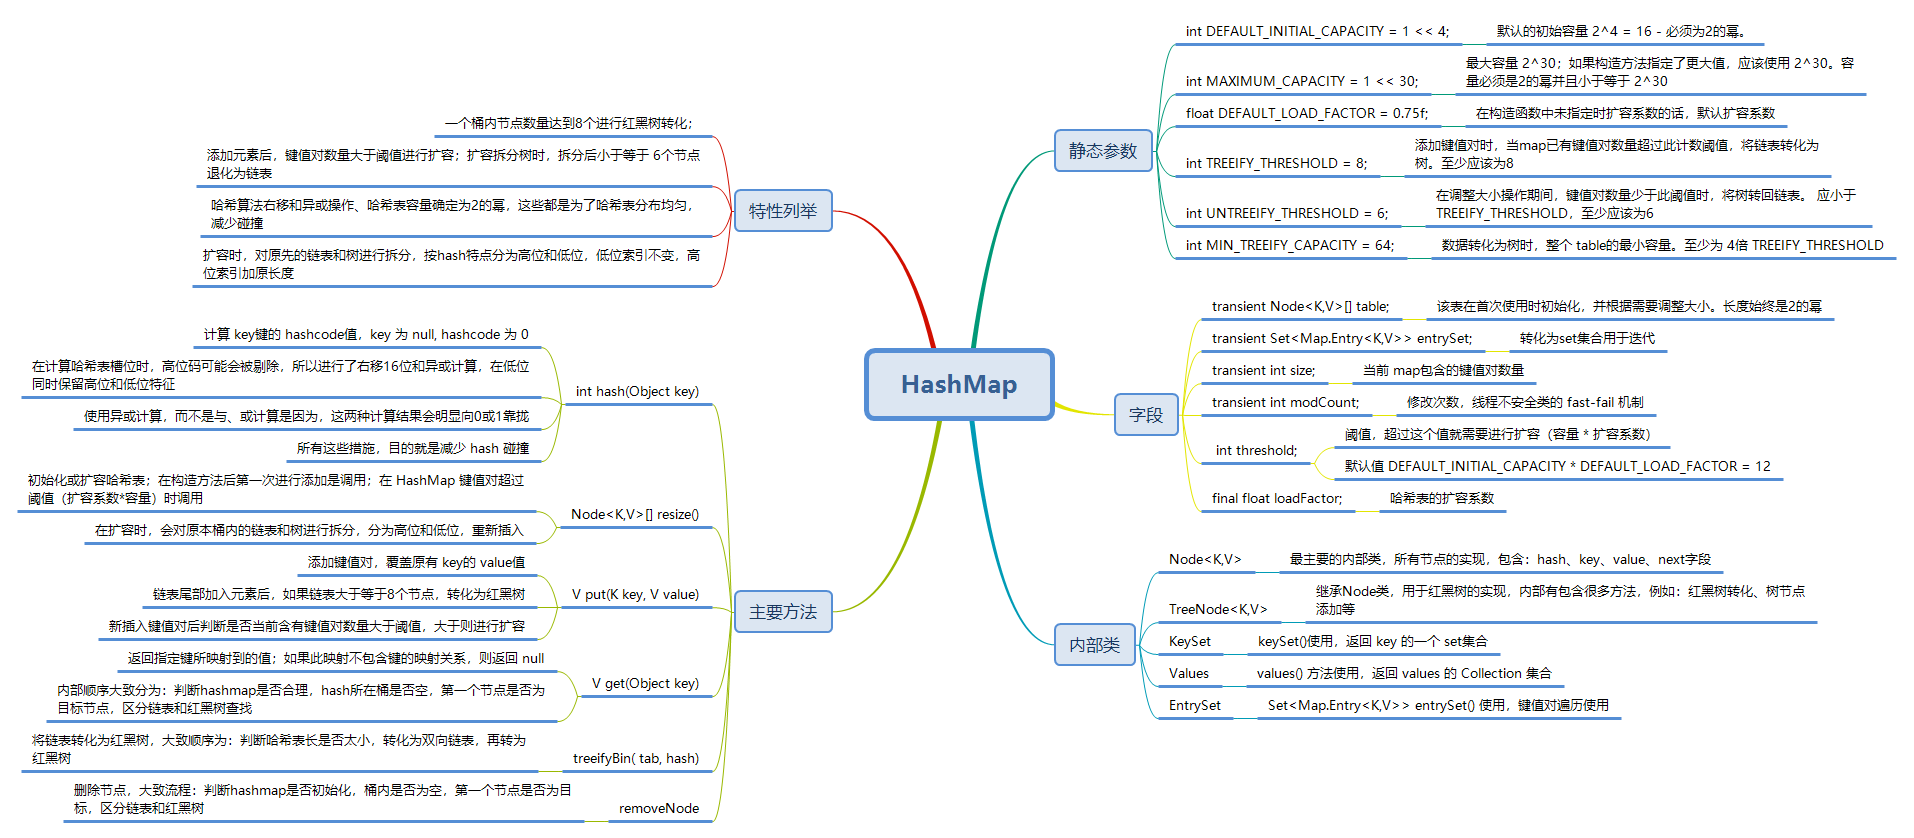 HashMap
静态参数
int DEFAULT_INITIAL_CAPACITY = 1 << 4;
默认的初始容量 2^4 = 16 - 必须为2的幂。
int MAXIMUM_CAPACITY = 1 << 30;
最大容量 2^30；如果构造方法指定了更大值，应该使用 2^30。容
量必须是2的幂并且小于等于 2^30
float DEFAULT_LOAD_FACTOR = 0.75f;
在构造函数中未指定时扩容系数的话，默认扩容系数
int TREEIFY_THRESHOLD = 8;
添加键值对时，当map已有键值对数量超过此计数阈值，将链表转化为
树。至少应该为8
int UNTREEIFY_THRESHOLD = 6;
在调整大小操作期间，键值对数量少于此阈值时，将树转回链表。 应小于
TREEIFY_THRESHOLD，至少应该为6
int MIN_TREEIFY_CAPACITY = 64;
数据转化为树时，整个 table的最小容量。至少为 4倍 TREEIFY_THRESHOLD
字段
transient Node<K,V>[] table;
该表在首次使用时初始化，并根据需要调整大小。长度始终是2的幂
transient Set<Map.Entry<K,V>> entrySet;
转化为set集合用于迭代
transient int size;
当前 map包含的键值对数量
transient int modCount;
修改次数，线程不安全类的 fast-fail 机制
int threshold;
阈值，超过这个值就需要进行扩容（容量 * 扩容系数）
默认值 DEFAULT_INITIAL_CAPACITY * DEFAULT_LOAD_FACTOR = 12
final float loadFactor;
哈希表的扩容系数
内部类
Node<K,V>
最主要的内部类，所有节点的实现，包含：hash、key、value、next字段
TreeNode<K,V>
继承Node类，用于红黑树的实现，内部有包含很多方法，例如：红黑树转化、树节点
添加等
KeySet
keySet()使用，返回 key 的一个 set集合
Values
values() 方法使用，返回 values 的 Collection 集合
EntrySet
Set<Map.Entry<K,V>> entrySet() 使用，键值对遍历使用
特性列举
一个桶内节点数量达到8个进行红黑树转化；
添加元素后，键值对数量大于阈值进行扩容；扩容拆分树时，拆分后小于等于 6个节点
退化为链表
哈希算法右移和异或操作、哈希表容量确定为2的幂，这些都是为了哈希表分布均匀，
减少碰撞
扩容时，对原先的链表和树进行拆分，按hash特点分为高位和低位，低位索引不变，高
位索引加原长度
主要方法
int hash(Object key)
计算 key键的 hashcode值，key 为 null, hashcode 为 0
在计算哈希表槽位时，高位码可能会被剔除，所以进行了右移16位和异或计算，在低位
同时保留高位和低位特征
使用异或计算，而不是与、或计算是因为，这两种计算结果会明显向0或1靠拢
所有这些措施，目的就是减少 hash 碰撞
Node<K,V>[] resize()
初始化或扩容哈希表；在构造方法后第一次进行添加是调用；在 HashMap 键值对超过
阈值（扩容系数*容量）时调用
在扩容时，会对原本桶内的链表和树进行拆分，分为高位和低位，重新插入
V put(K key, V value)
添加键值对，覆盖原有 key的 value值
链表尾部加入元素后，如果链表大于等于8个节点，转化为红黑树
新插入键值对后判断是否当前含有键值对数量大于阈值，大于则进行扩容
V get(Object key)
返回指定键所映射到的值；如果此映射不包含键的映射关系，则返回 null
内部顺序大致分为：判断hashmap是否合理，hash所在桶是否空，第一个节点是否为
目标节点，区分链表和红黑树查找
treeifyBin( tab, hash)
将链表转化为红黑树，大致顺序为：判断哈希表长是否太小，转化为双向链表，再转为
红黑树
removeNode
删除节点，大致流程：判断hashmap是否初始化，桶内是否为空，第一个节点是否为目
标，区分链表和红黑树